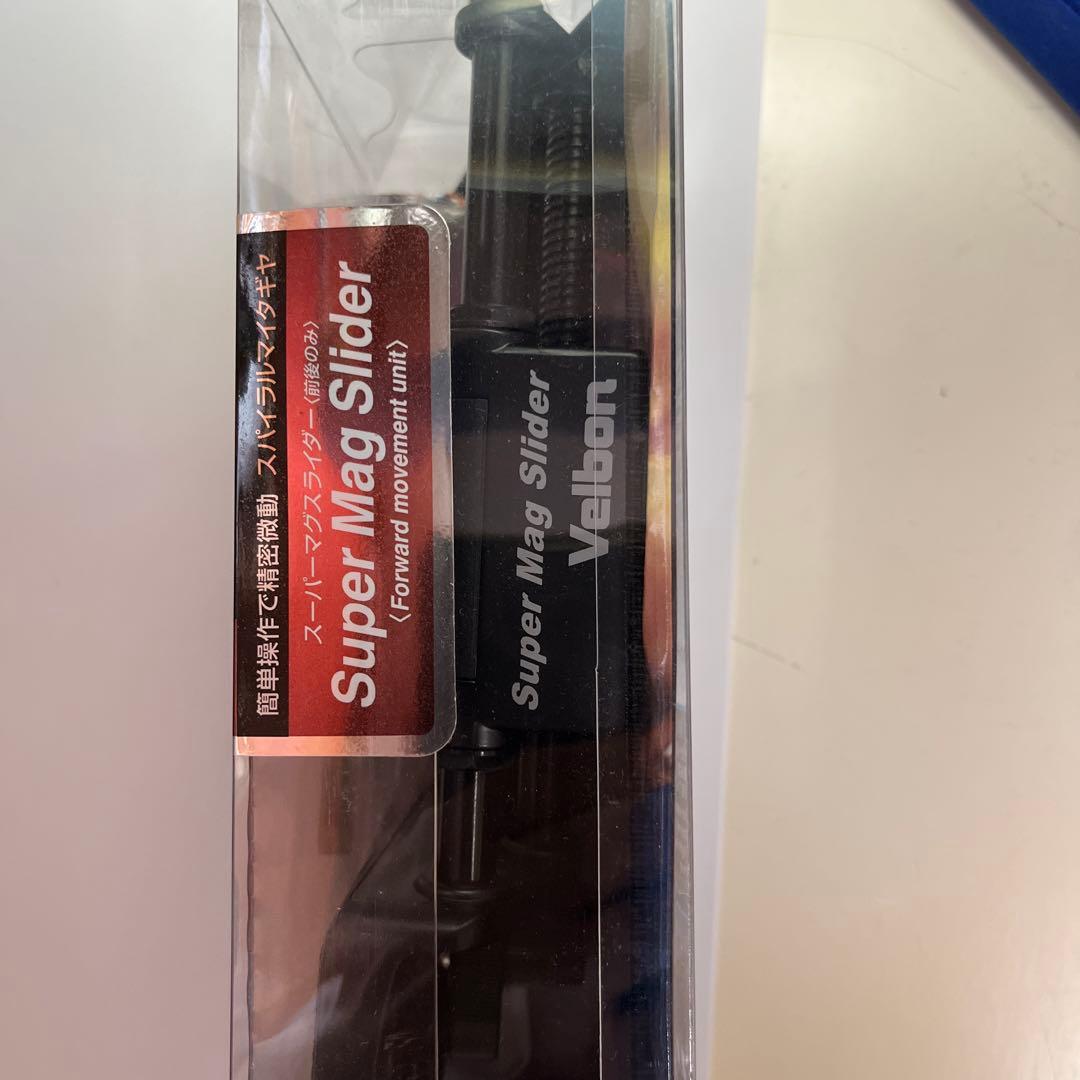 簡単操作で精密微動 スパイラルマイタギヤ
スーパーマグスライダー〈前後のみ〉
Super Mag Slider
〈Forward movement unit〉
Super Mag Slider
Velbon